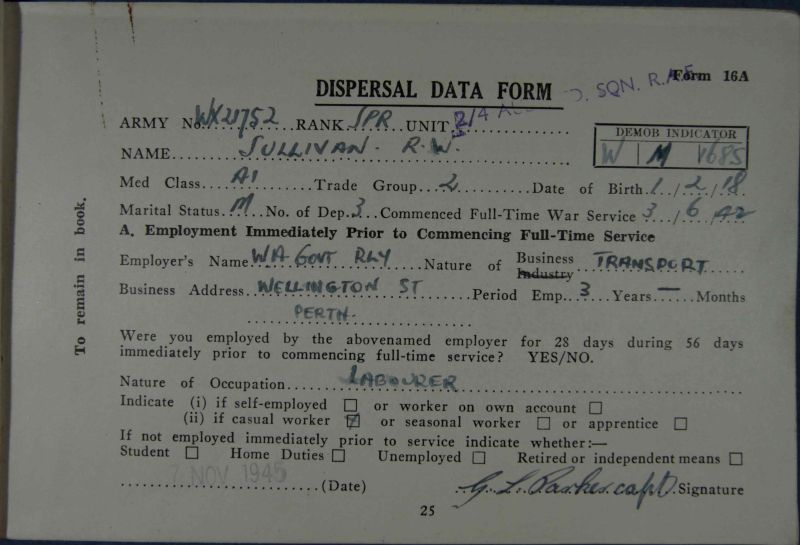 Form 16A
DISPERSAL DATA FORM
SQN. R.A.E.
ARMY No. WX21752 RANK SPR UNIT 2/4
DEMOB INDICATOR
W | M 1685
NAME SULLIVAN. R.W.
Med Class A1 Trade Group 2 Date of Birth 1/2/18
Marital Status M No. of Dep. 3 Commenced Full-Time War Service 3/6/42
A. Employment Immediately Prior to Commencing Full-Time Service
Employer's Name WA GOVT RLY Nature of Business Industry TRANSPORT
Business Address WELLINGTON ST Period Emp. 3 Years — Months
PERTH.
Were you employed by the abovenamed employer for 28 days during 56 days
immediately prior to commencing full-time service? YES/NO.
Nature of Occupation LABOURER
Indicate (i) if self-employed □ or worker on own account □
(ii) if casual worker ☑ or seasonal worker □ or apprentice □
If not employed immediately prior to service indicate whether:—
Student □ Home Duties □ Unemployed □ Retired or independent means □
7 NOV 1945 (Date) G. L. Parker capt. Signature
25
To remain in book.